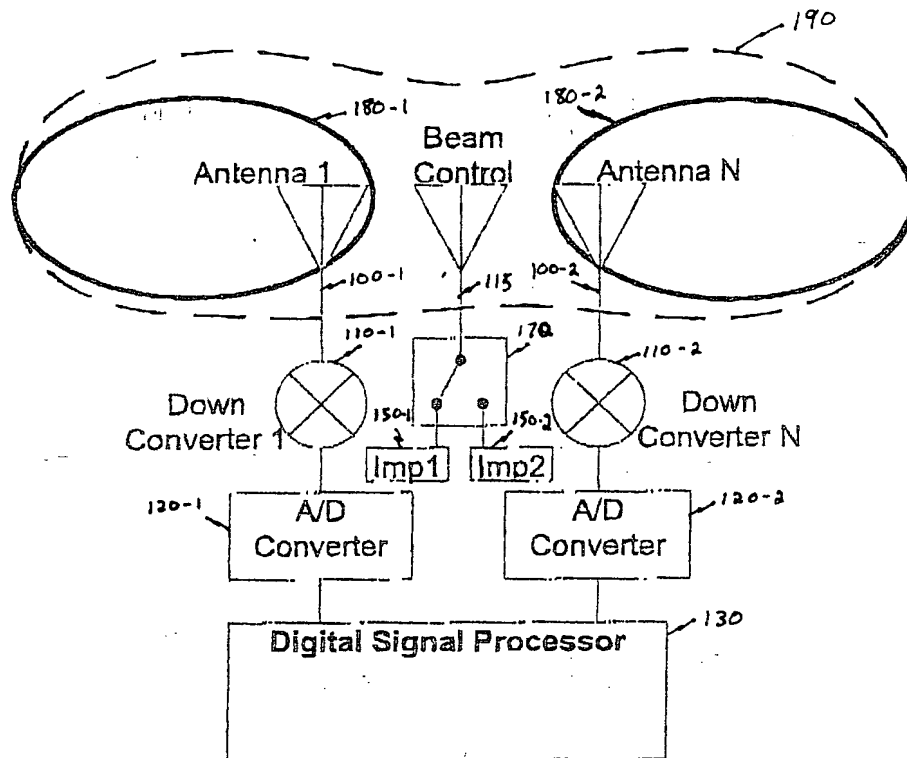 190
180-1
180-2
Beam
Control
Antenna 1
Antenna N
100-1
115
100-2
110-1
170
110-2
Down
Converter 1
Down
Converter N
150-1
150-2
Imp1
Imp2
120-1
A/D
Converter
A/D
Converter
120-2
Digital Signal Processor
130